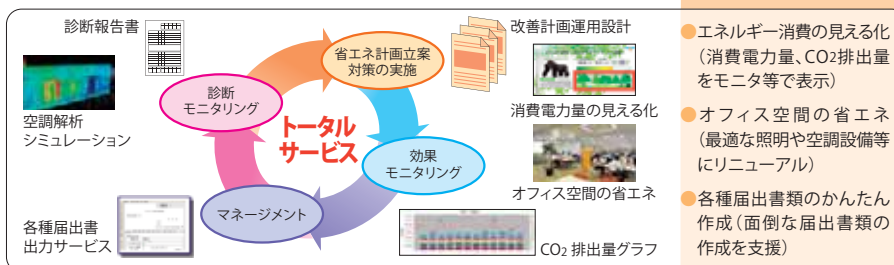 診断報告書
改善計画運用設計
省エネ計画立案
対策の実施
診断
モニタリング
空調解析
シミュレーション
トータル
サービス
消費電力量の見える化
効果
モニタリング
オフィス空間の省エネ
マネージメント
各種届出書
出力サービス
CO2 排出量グラフ
●エネルギー消費の見える化
(消費電力量、CO2排出量
をモニタ等で表示)
●オフィス空間の省エネ
(最適な照明や空調設備等
にリニューアル)
●各種届出書類のかんたん
作成(面倒な届出書類の
作成を支援)